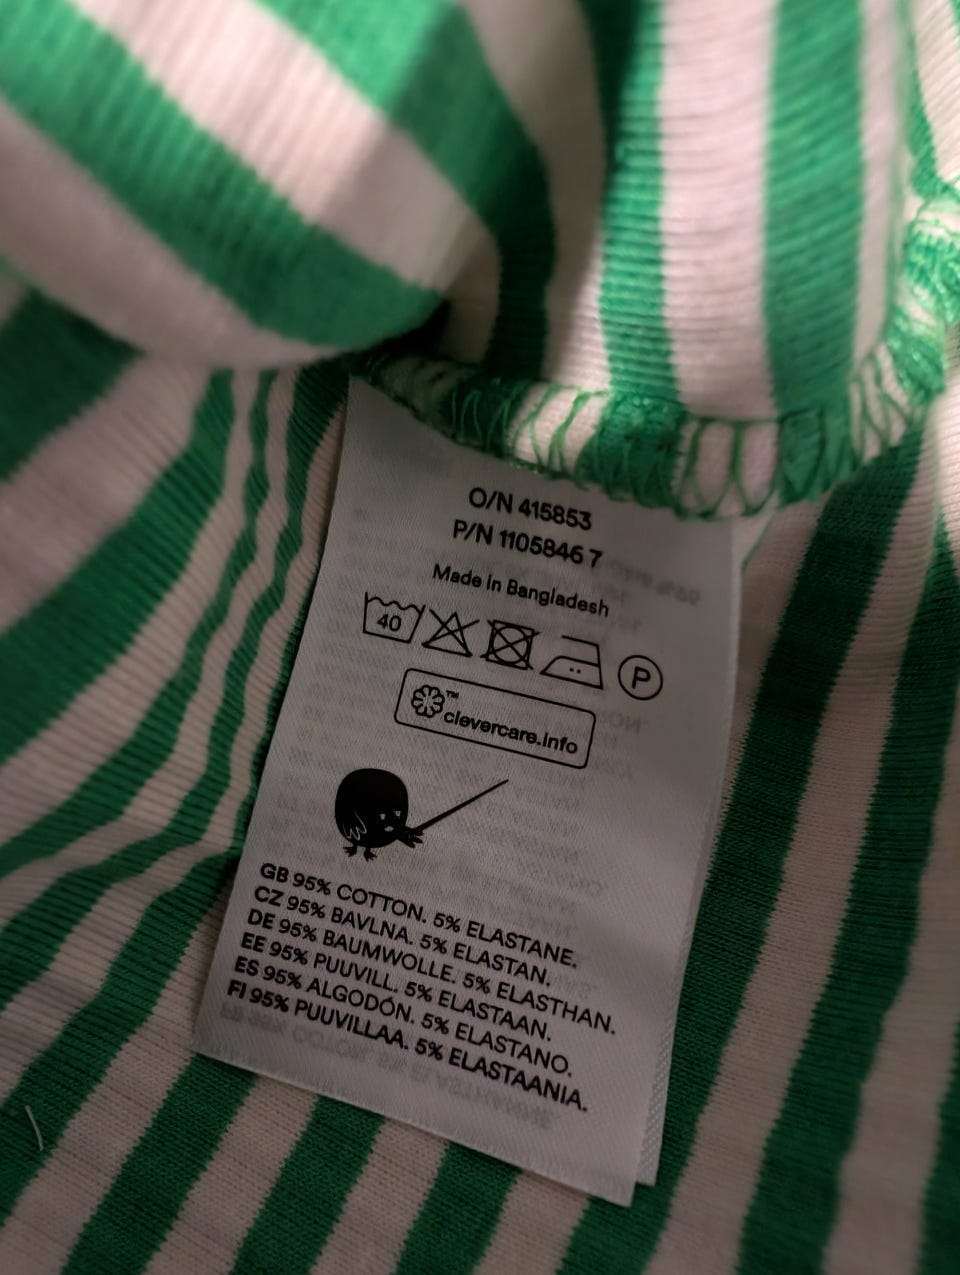 O/N 415853
P/N 1105846 7
Made in Bangladesh
40
P
™
clevercare.info
GB 95% COTTON. 5% ELASTANE.
CZ 95% BAVLNA. 5% ELASTAN.
DE 95% BAUMWOLLE. 5% ELASTHAN.
EE 95% PUUVILL. 5% ELASTAAN.
ES 95% ALGODÓN. 5% ELASTANO.
FI 95% PUUVILLAA. 5% ELASTAANIA.